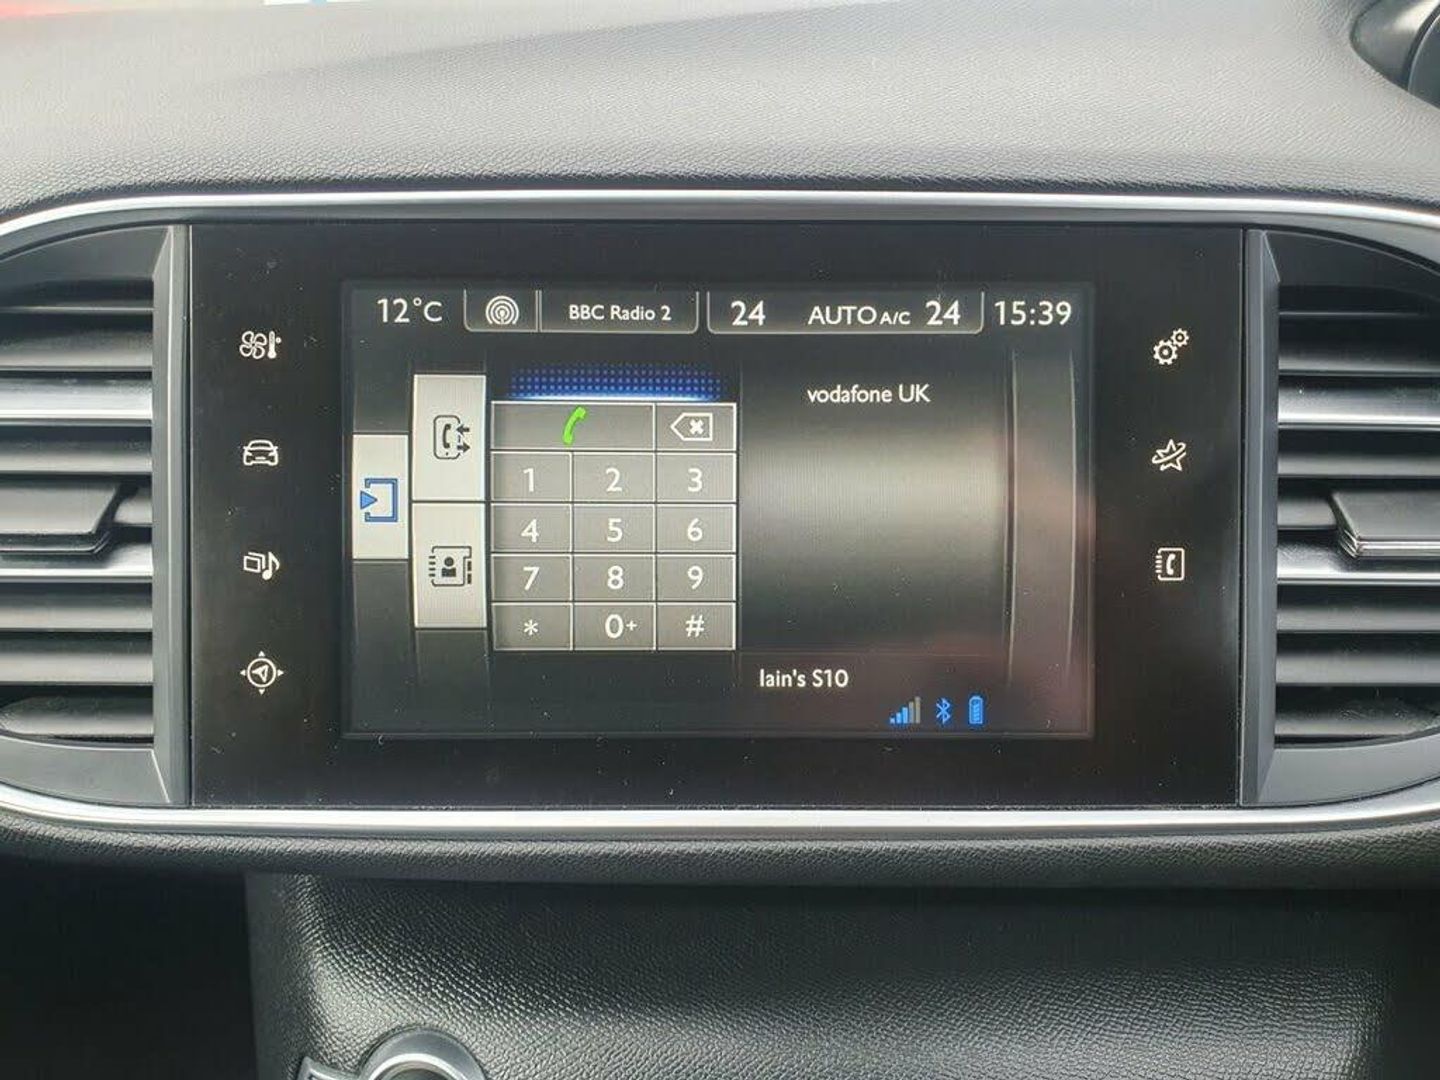 12°C BBC Radio 2 24 AUTO A/C 24 15:39
vodafone UK
1 2 3
4 5 6
7 8 9
* 0+ #
Iain's S10